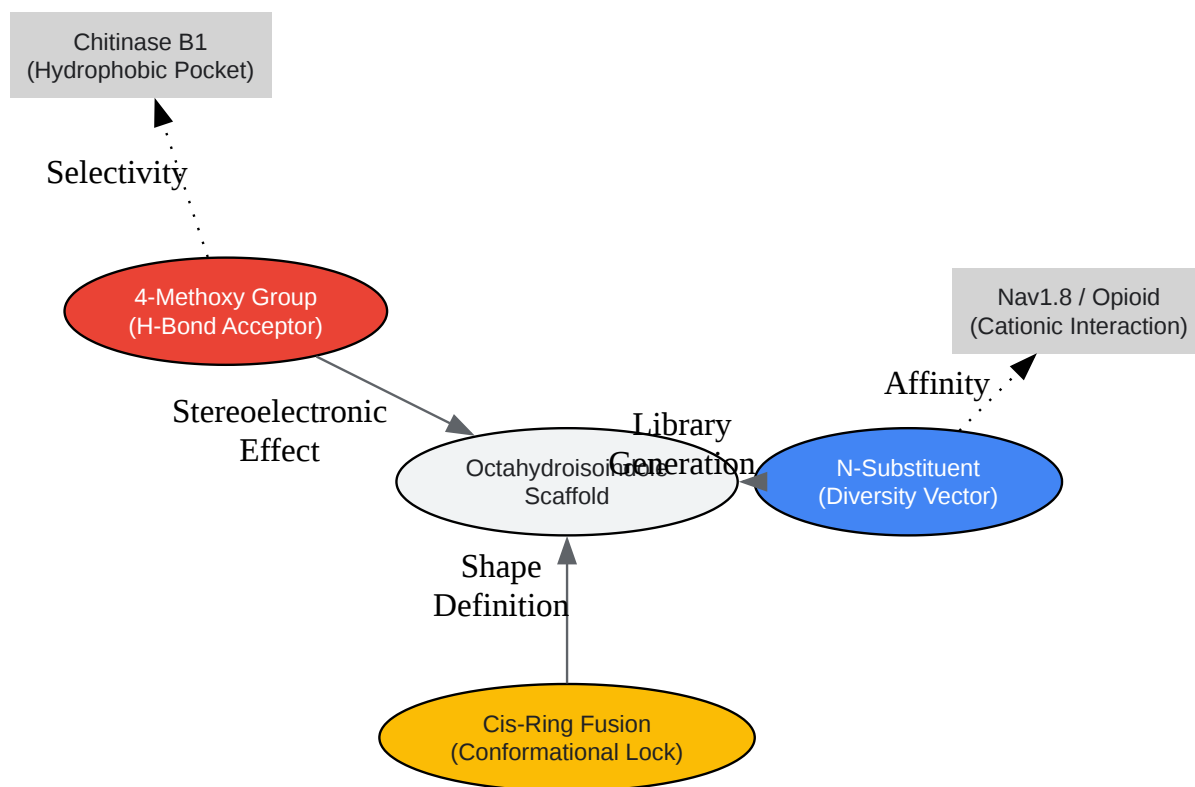 Chitinase B1
(Hydrophobic Pocket)
Selectivity
4-Methoxy Group
(H-Bond Acceptor)
Nav1.8 / Opioid
(Cationic Interaction)
Affinity
Stereoelectronic
Effect
Library
Generation
Octahydroisoindole
Scaffold
N-Substituent
(Diversity Vector)
Shape
Definition
Cis-Ring Fusion
(Conformational Lock)